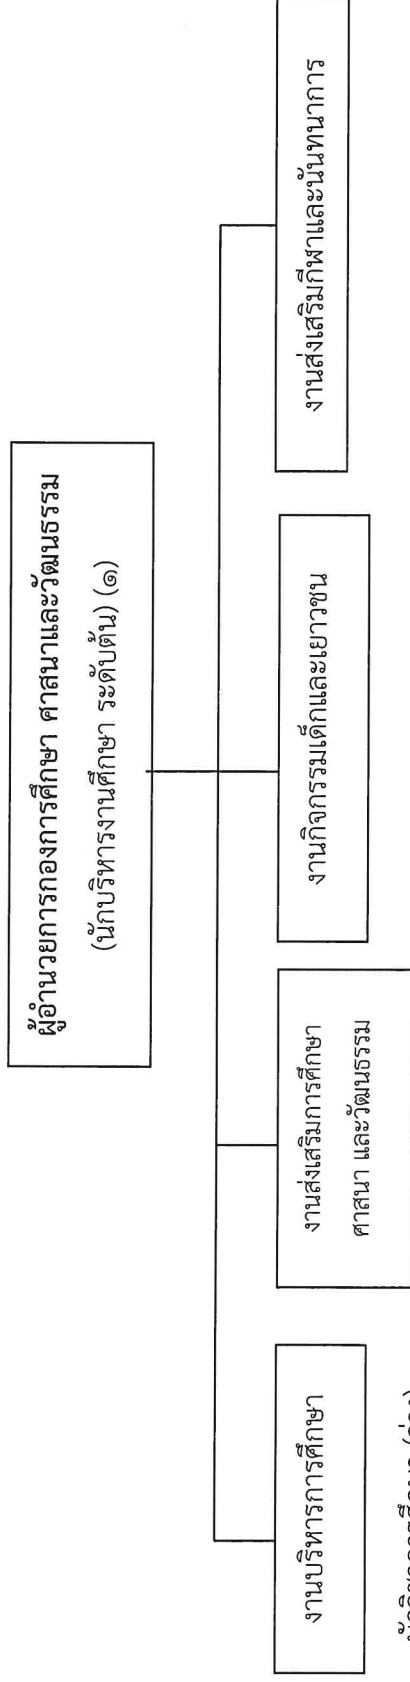 ผู้อำนวยการกองการศึกษา ศาสนาและวัฒนธรรม
(นักบริหารงานศึกษา ระดับต้น) (๑)
งานบริหารการศึกษา
งานส่งเสริมการศึกษา
ศาสนา และวัฒนธรรม
งานกิจกรรมเด็กและเยาวชน
งานส่งเสริมกีฬาและนันทนาการ